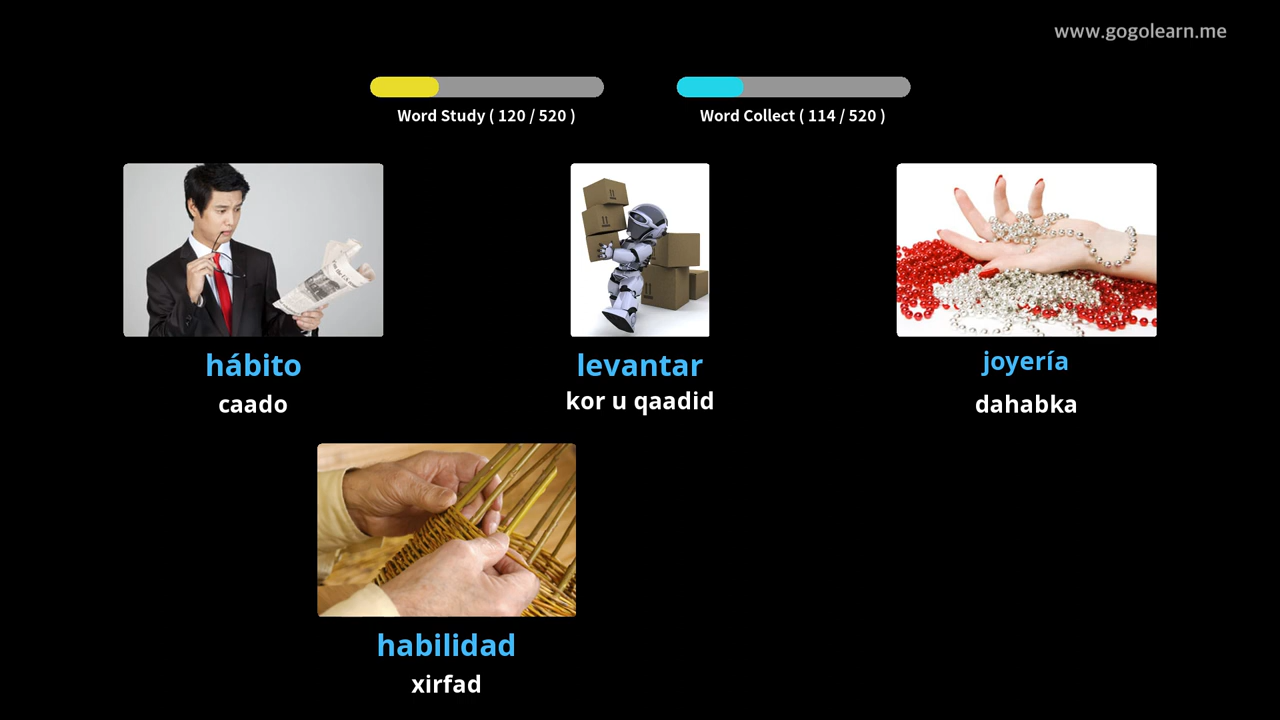 www.gogolearn.me
Word Study ( 120 / 520 )
Word Collect ( 114 / 520 )
hábito
caado
levantar
kor u qaadid
joyería
dahabka
habilidad
xirfad